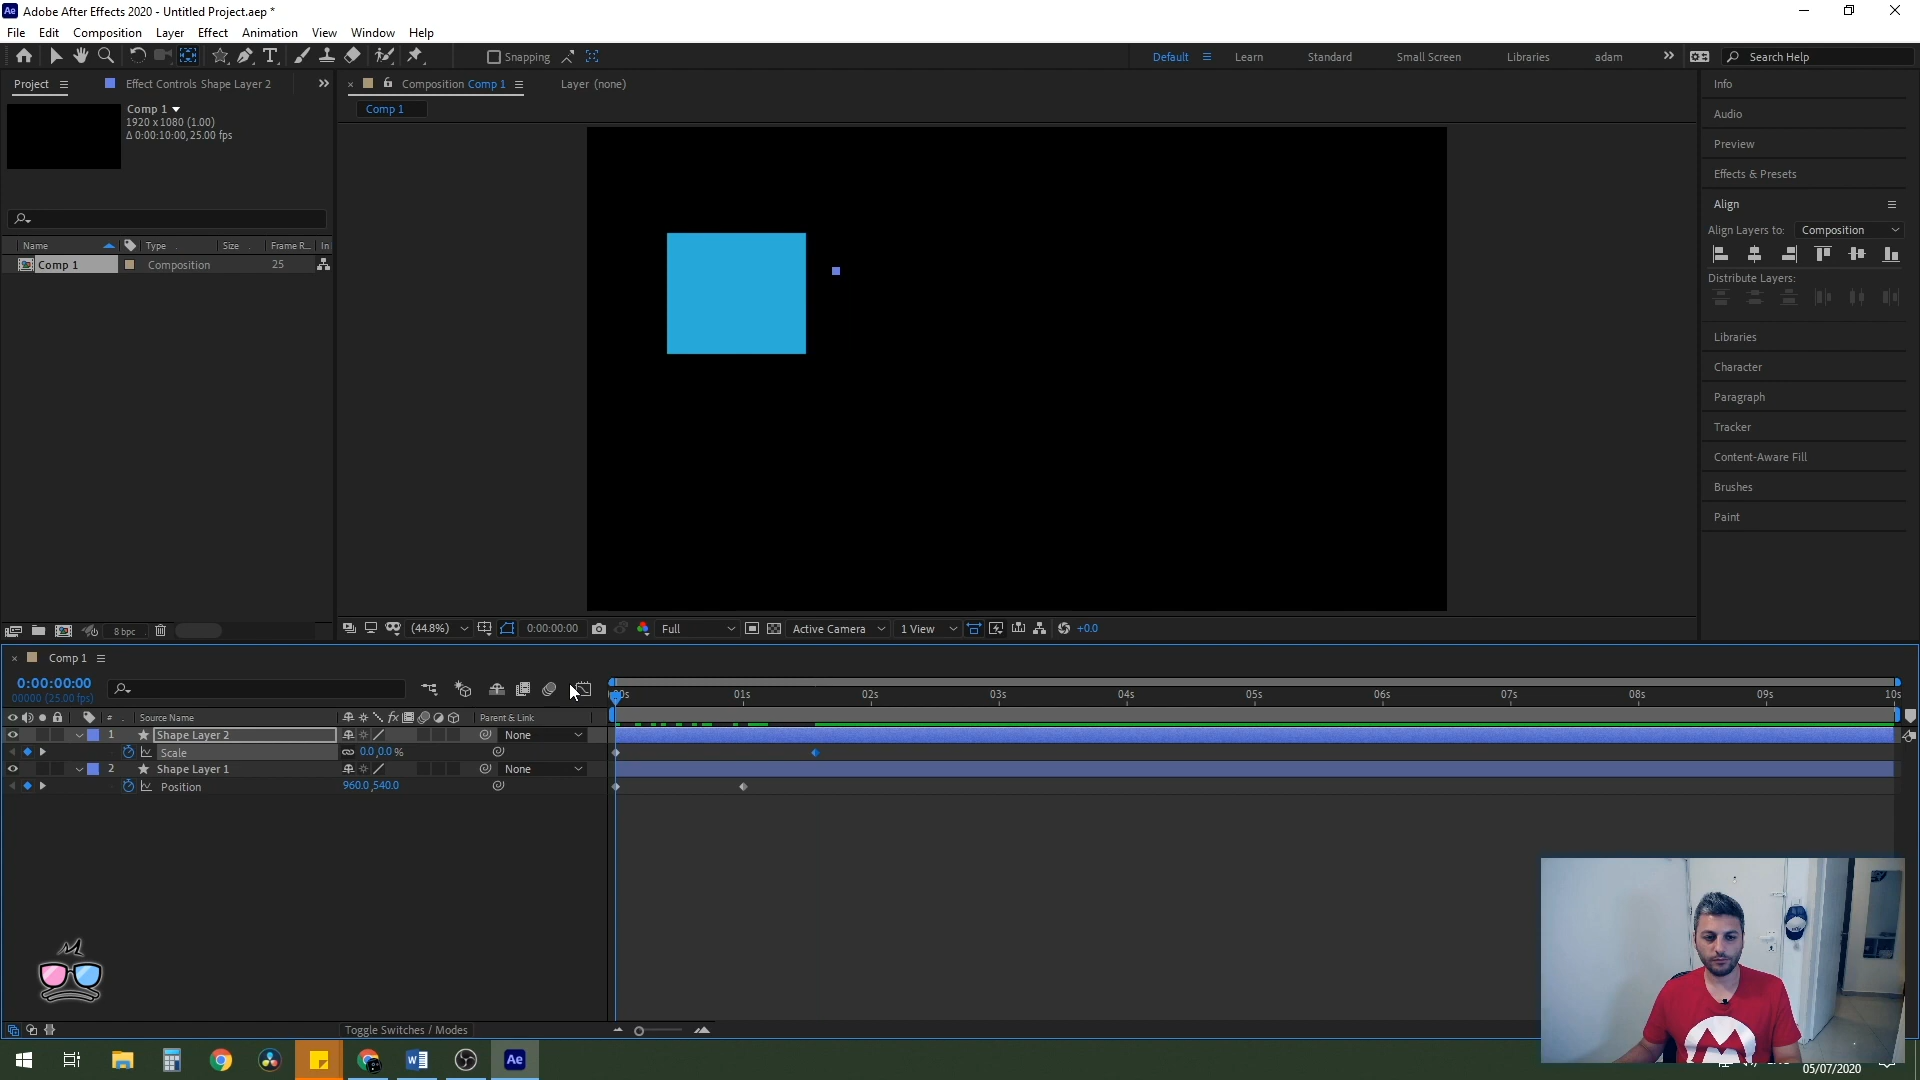 Adobe After Effects 2020 - Untitled Project.aep *
File Edit Composition Layer Effect Animation View Window Help
Snapping
Default Learn Standard Small Screen Libraries adam Search Help
Project Effect Controls Shape Layer 2
Composition Comp 1 Layer (none)
Comp 1
Comp 1
1920 x 1080 (1.00)
Δ 0:00:10:00, 25.00 fps
Name Type Size Frame R... In
Comp 1 Composition 25
8 bpc
(44.8%) 0:00:00:00 Full Active Camera 1 View +0.0
Info
Audio
Preview
Effects & Presets
Align
Align Layers to: Composition
Distribute Layers:
Libraries
Character
Paragraph
Tracker
Content-Aware Fill
Brushes
Paint
Comp 1
0:00:00:00
00000 (25.00 fps)
01s 02s 03s 04s 05s 06s 07s 08s 09s 10s
# Source Name fx Parent & Link
1 Shape Layer 2 None
Scale 0.0,0.0 %
2 Shape Layer 1 None
Position 960.0,540.0
Toggle Switches / Modes
Ae
05/07/2020